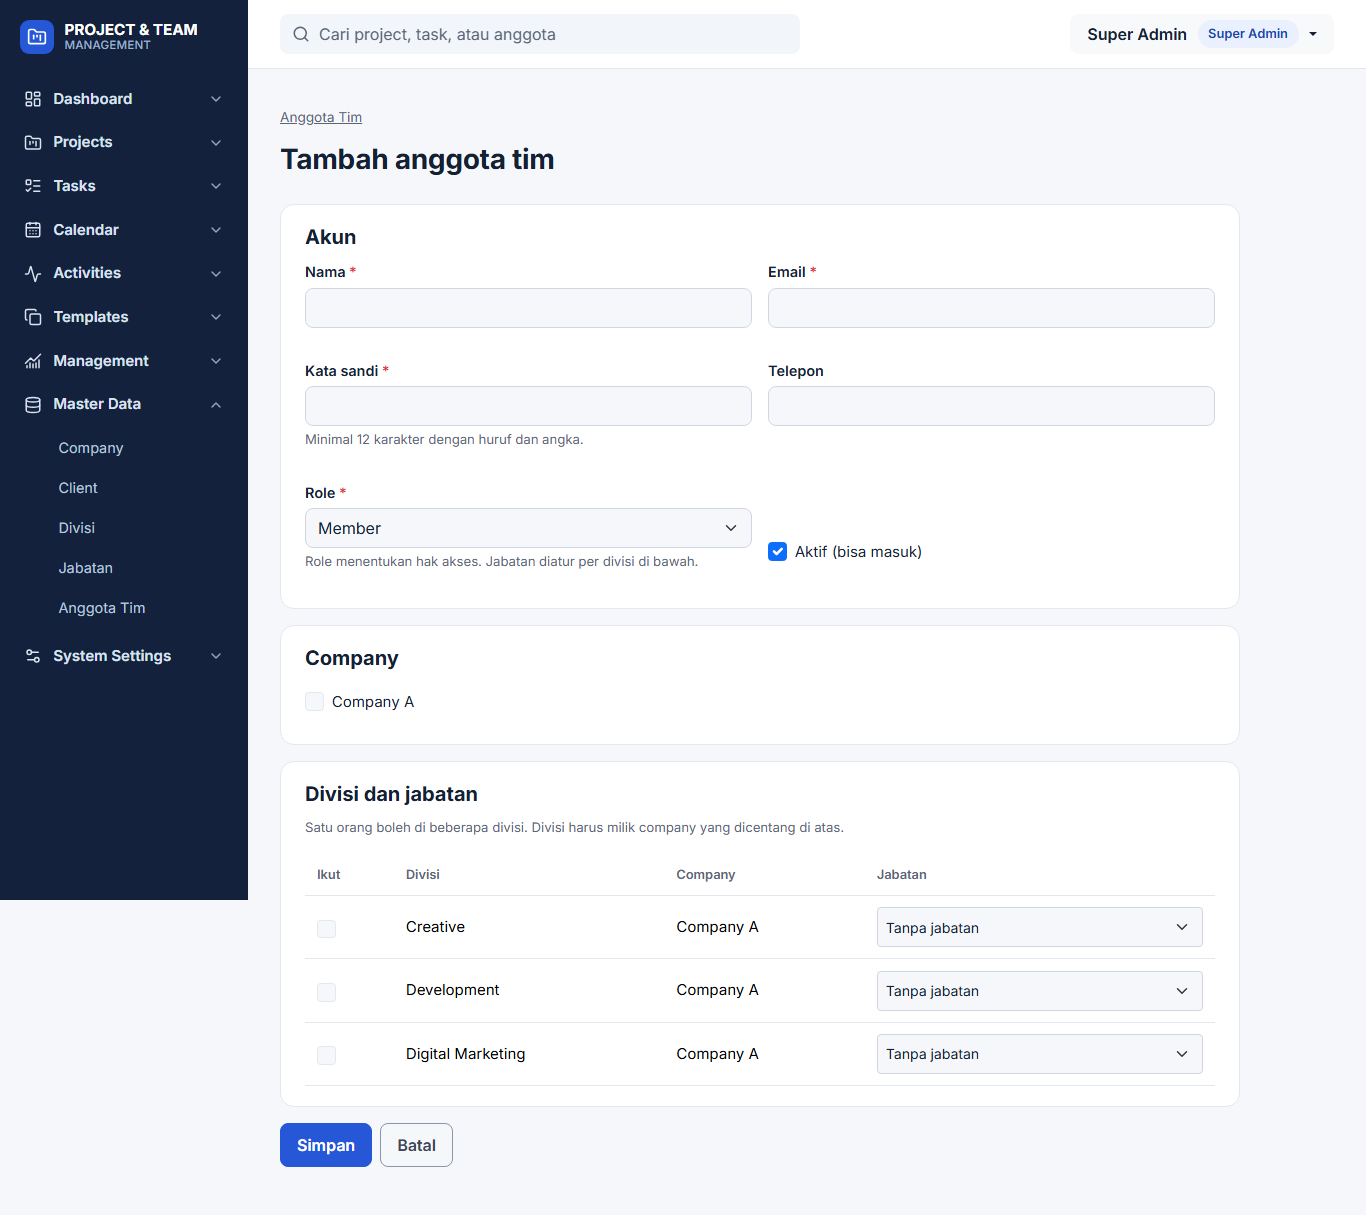 PROJECT & TEAM
MANAGEMENT
Cari project, task, atau anggota
Super Admin Super Admin
Dashboard
Projects
Tasks
Calendar
Activities
Templates
Management
Master Data
Company
Client
Divisi
Jabatan
Anggota Tim
System Settings
Anggota Tim
Tambah anggota tim
Akun
Nama * Email *
Kata sandi * Telepon
Minimal 12 karakter dengan huruf dan angka.
Role *
Member
Aktif (bisa masuk)
Role menentukan hak akses. Jabatan diatur per divisi di bawah.
Company
Company A
Divisi dan jabatan
Satu orang boleh di beberapa divisi. Divisi harus milik company yang dicentang di atas.
Ikut Divisi Company Jabatan
Creative Company A Tanpa jabatan
Development Company A Tanpa jabatan
Digital Marketing Company A Tanpa jabatan
Simpan Batal